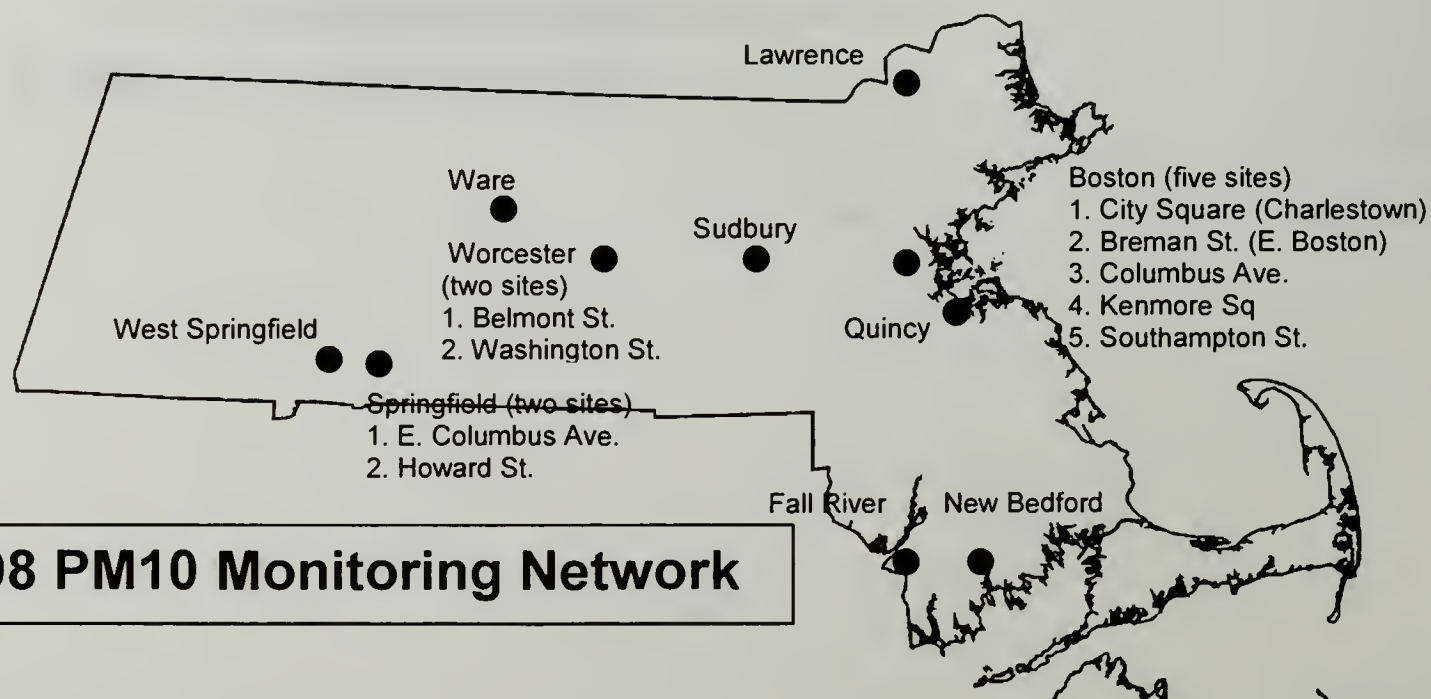 Lawrence
Ware
Worcester
(two sites)
1. Belmont St.
2. Washington St.
Sudbury
Boston (five sites)
1. City Square (Charlestown)
2. Breman St. (E. Boston)
3. Columbus Ave.
4. Kenmore Sq
5. Southampton St.
Quincy
West Springfield
Springfield (two sites)
1. E. Columbus Ave.
2. Howard St.
Fall River
New Bedford
98 PM10 Monitoring Network